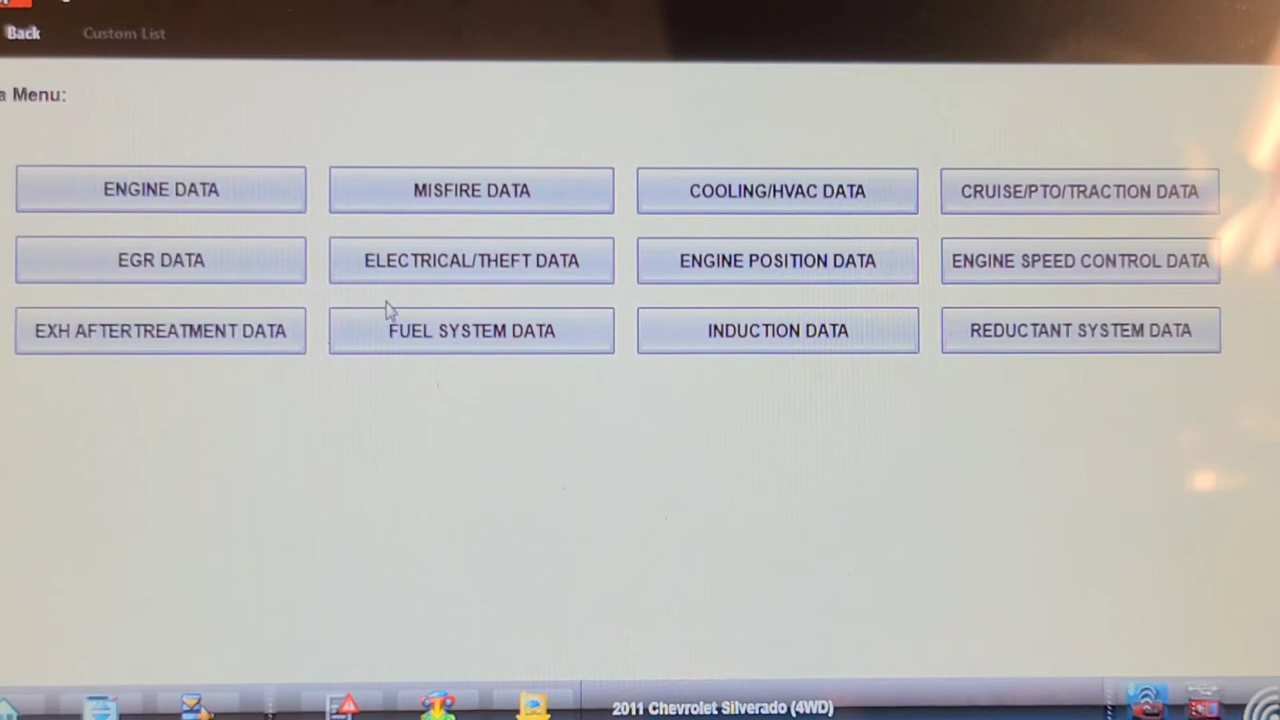 Back
Custom List
a Menu:
ENGINE DATA
MISFIRE DATA
COOLING/HVAC DATA
CRUISE/PTO/TRACTION DATA
EGR DATA
ELECTRICAL/THEFT DATA
ENGINE POSITION DATA
ENGINE SPEED CONTROL DATA
EXH AFTERTREATMENT DATA
FUEL SYSTEM DATA
INDUCTION DATA
REDUCTANT SYSTEM DATA
2011 Chevrolet Silverado (4WD)